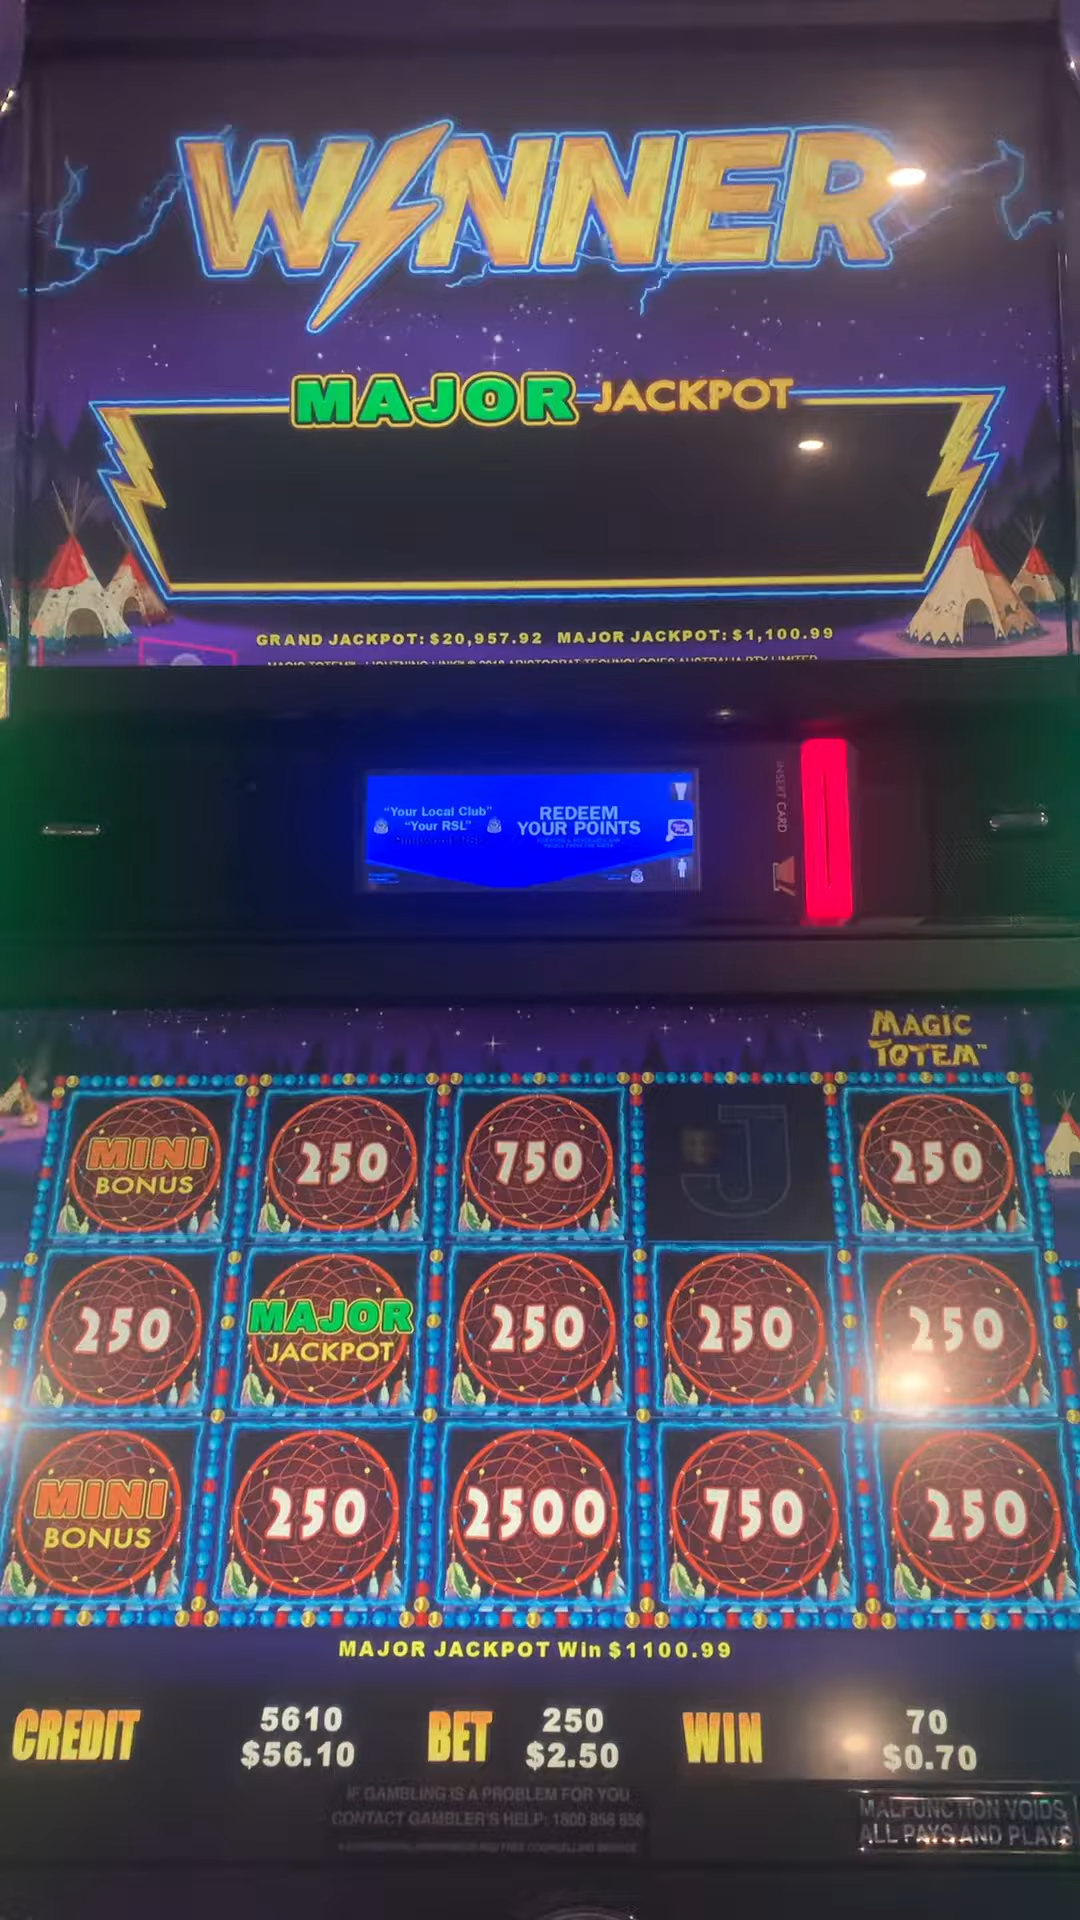 WINNER
MAJOR JACKPOT
GRAND JACKPOT: $20,957.92 MAJOR JACKPOT: $1,100.99
"Your Local Club"
"Your RSL"
REDEEM
YOUR POINTS
INSERT CARD
MAGIC
TOTEM™
MINI
BONUS
250
750
J
250
250
MAJOR
JACKPOT
250
250
250
MINI
BONUS
250
2500
750
250
MAJOR JACKPOT Win $1100.99
CREDIT 5610 BET 250 WIN 70
$56.10 $2.50 $0.70
IF GAMBLING IS A PROBLEM FOR YOU
CONTACT GAMBLER'S HELP: 1800 858 858
MALFUNCTION VOIDS
ALL PAYS AND PLAYS